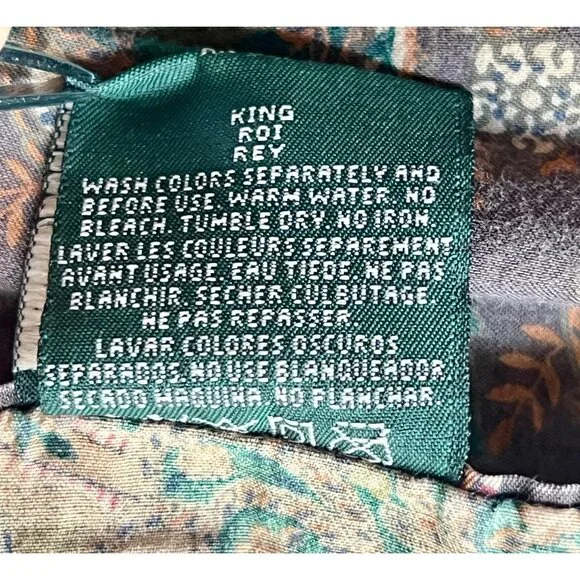 KING
ROI
REY
WASH COLORS SEPARATELY AND
BEFORE USE. WARM WATER. NO
BLEACH. TUMBLE DRY. NO IRON.
LAVER LES COULEURS SEPAREMENT
AVANT USAGE. EAU TIEDE. NE PAS
BLANCHIR. SECHER CULBUTAGE
NE PAS REPASSER.
LAVAR COLORES OSCUROS
SEPARADOS. NO USE BLANQUEADOR
SECADO MAQUINA. NO PLANCHAR.